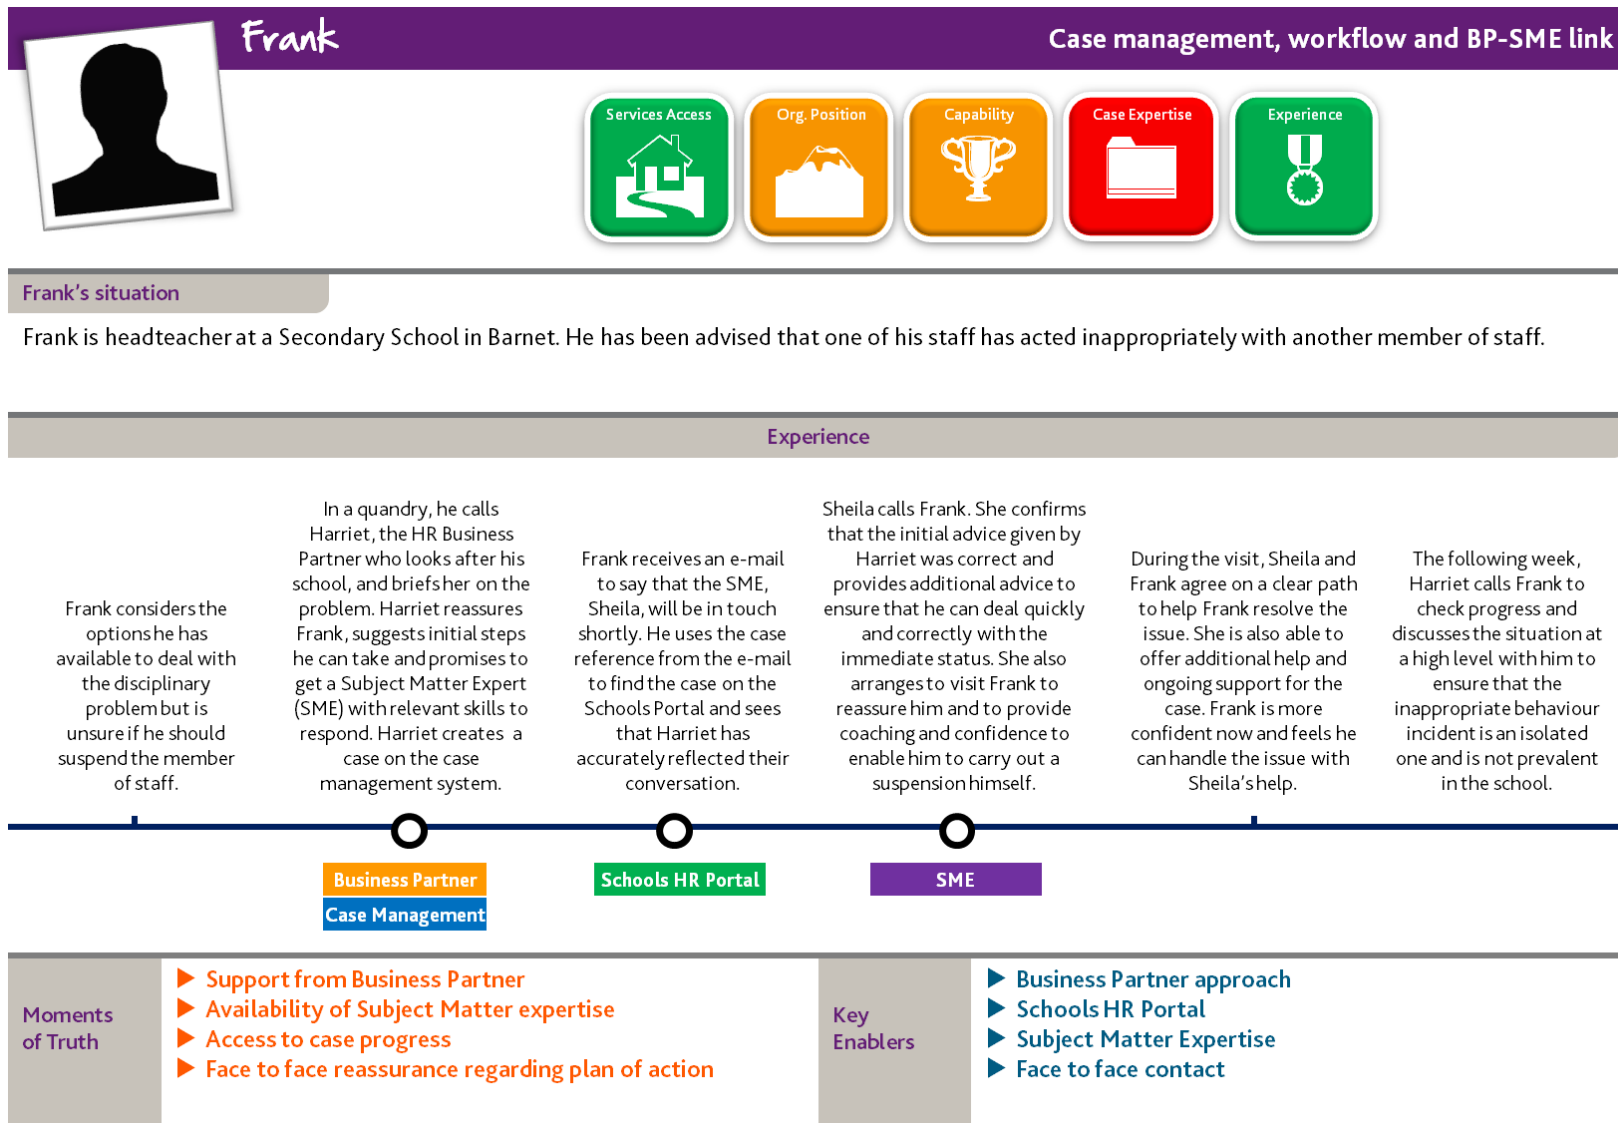 Frank
Case management, workflow and BP-SME link
Services Access
Org. Position
Capability
Case Expertise
Experience
Frank's situation
Frank is headteacher at a Secondary School in Barnet. He has been advised that one of his staff has acted inappropriately with another member of staff.
Experience
Frank considers the
options he has
available to deal with
the disciplinary
problem but is
unsure if he should
suspend the member
of staff.
In a quandry, he calls
Harriet, the HR Business
Partner who looks after his
school, and briefs her on the
problem. Harriet reassures
Frank, suggests initial steps
he can take and promises to
get a Subject Matter Expert
(SME) with relevant skills to
respond. Harriet creates a
case on the case
management system.
Frank receives an e-mail
to say that the SME,
Sheila, will be in touch
shortly. He uses the case
reference from the e-mail
to find the case on the
Schools Portal and sees
that Harriet has
accurately reflected their
conversation.
Sheila calls Frank. She confirms
that the initial advice given by
Harriet was correct and
provides additional advice to
ensure that he can deal quickly
and correctly with the
immediate status. She also
arranges to visit Frank to
reassure him and to provide
coaching and confidence to
enable him to carry out a
suspension himself.
During the visit, Sheila and
Frank agree on a clear path
to help Frank resolve the
issue. She is also able to
offer additional help and
ongoing support for the
case. Frank is more
confident now and feels he
can handle the issue with
Sheila's help.
The following week,
Harriet calls Frank to
check progress and
discusses the situation at
a high level with him to
ensure that the
inappropriate behaviour
incident is an isolated
one and is not prevalent
in the school.
Business Partner
Case Management
Schools HR Portal
SME
Moments
of Truth
► Support from Business Partner
► Availability of Subject Matter expertise
► Access to case progress
► Face to face reassurance regarding plan of action
Key
Enablers
► Business Partner approach
► Schools HR Portal
► Subject Matter Expertise
► Face to face contact